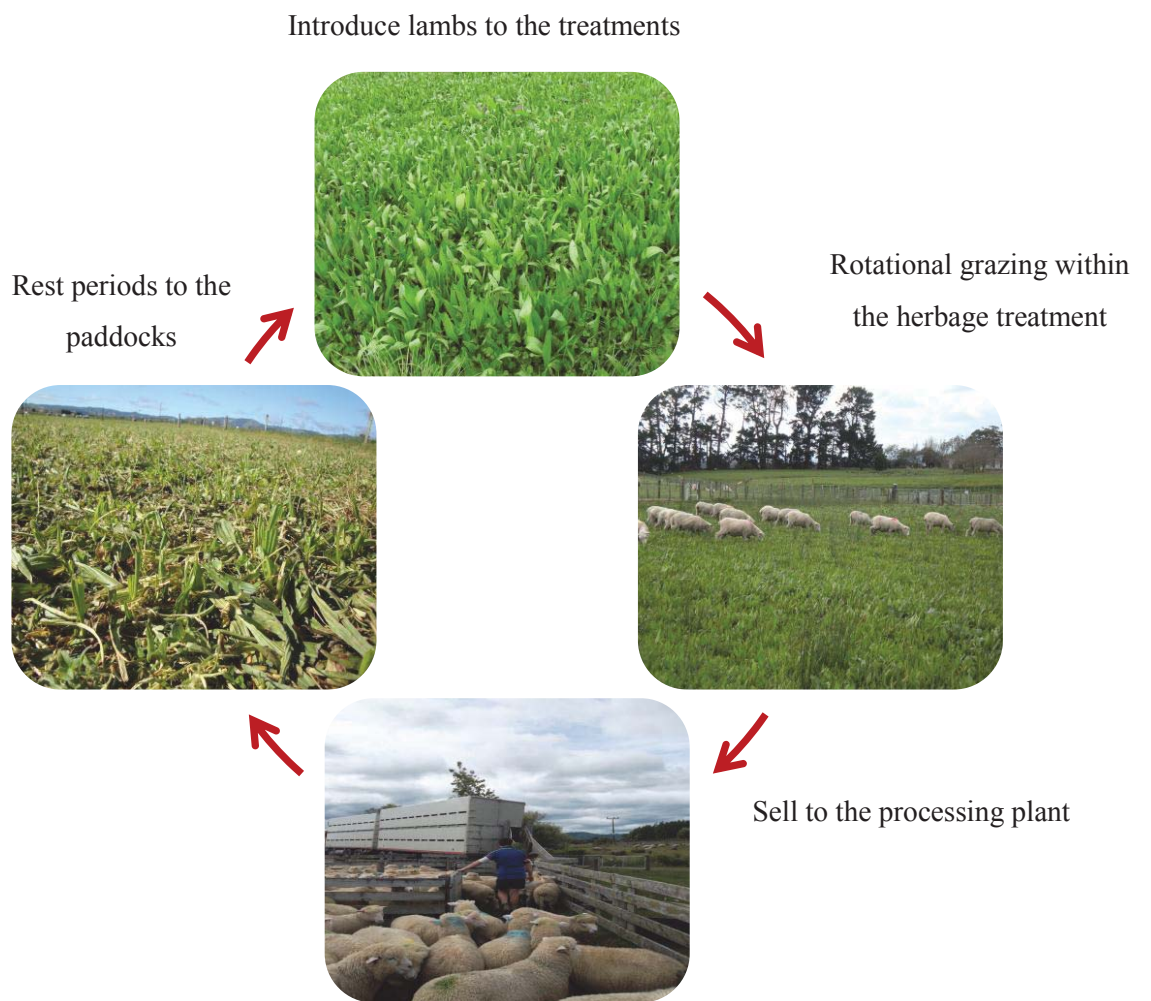 Introduce lambs to the treatments
Rotational grazing within
the herbage treatment
Sell to the processing plant
Rest periods to the
paddocks